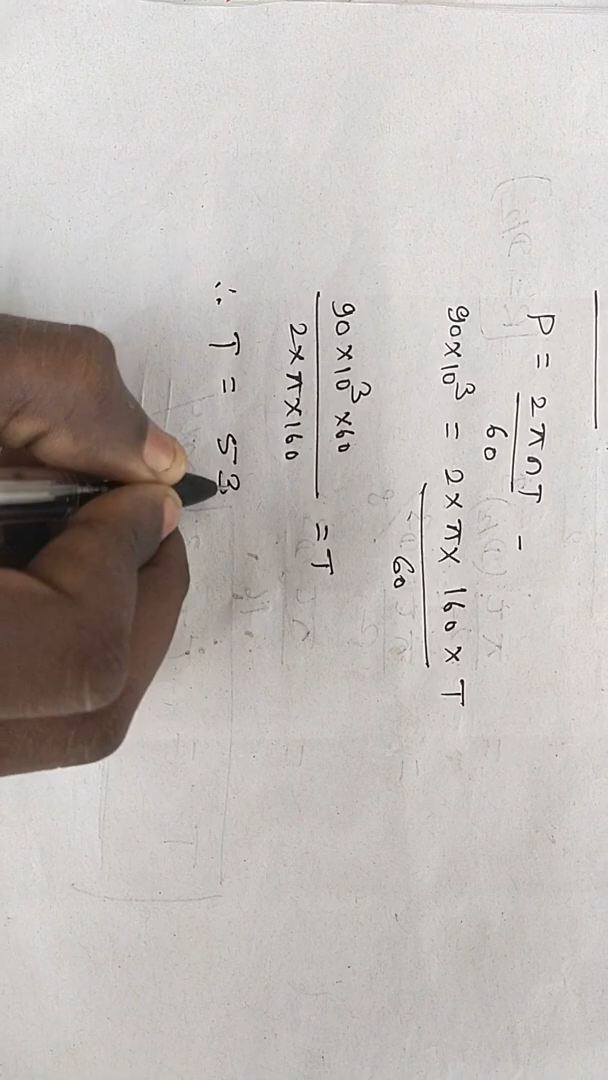 P = 2πnT / 60 -
90×10³ = 2×π× 160 × T / 60
90×10³×60 / 2×π×160 = T
∴ T = 53